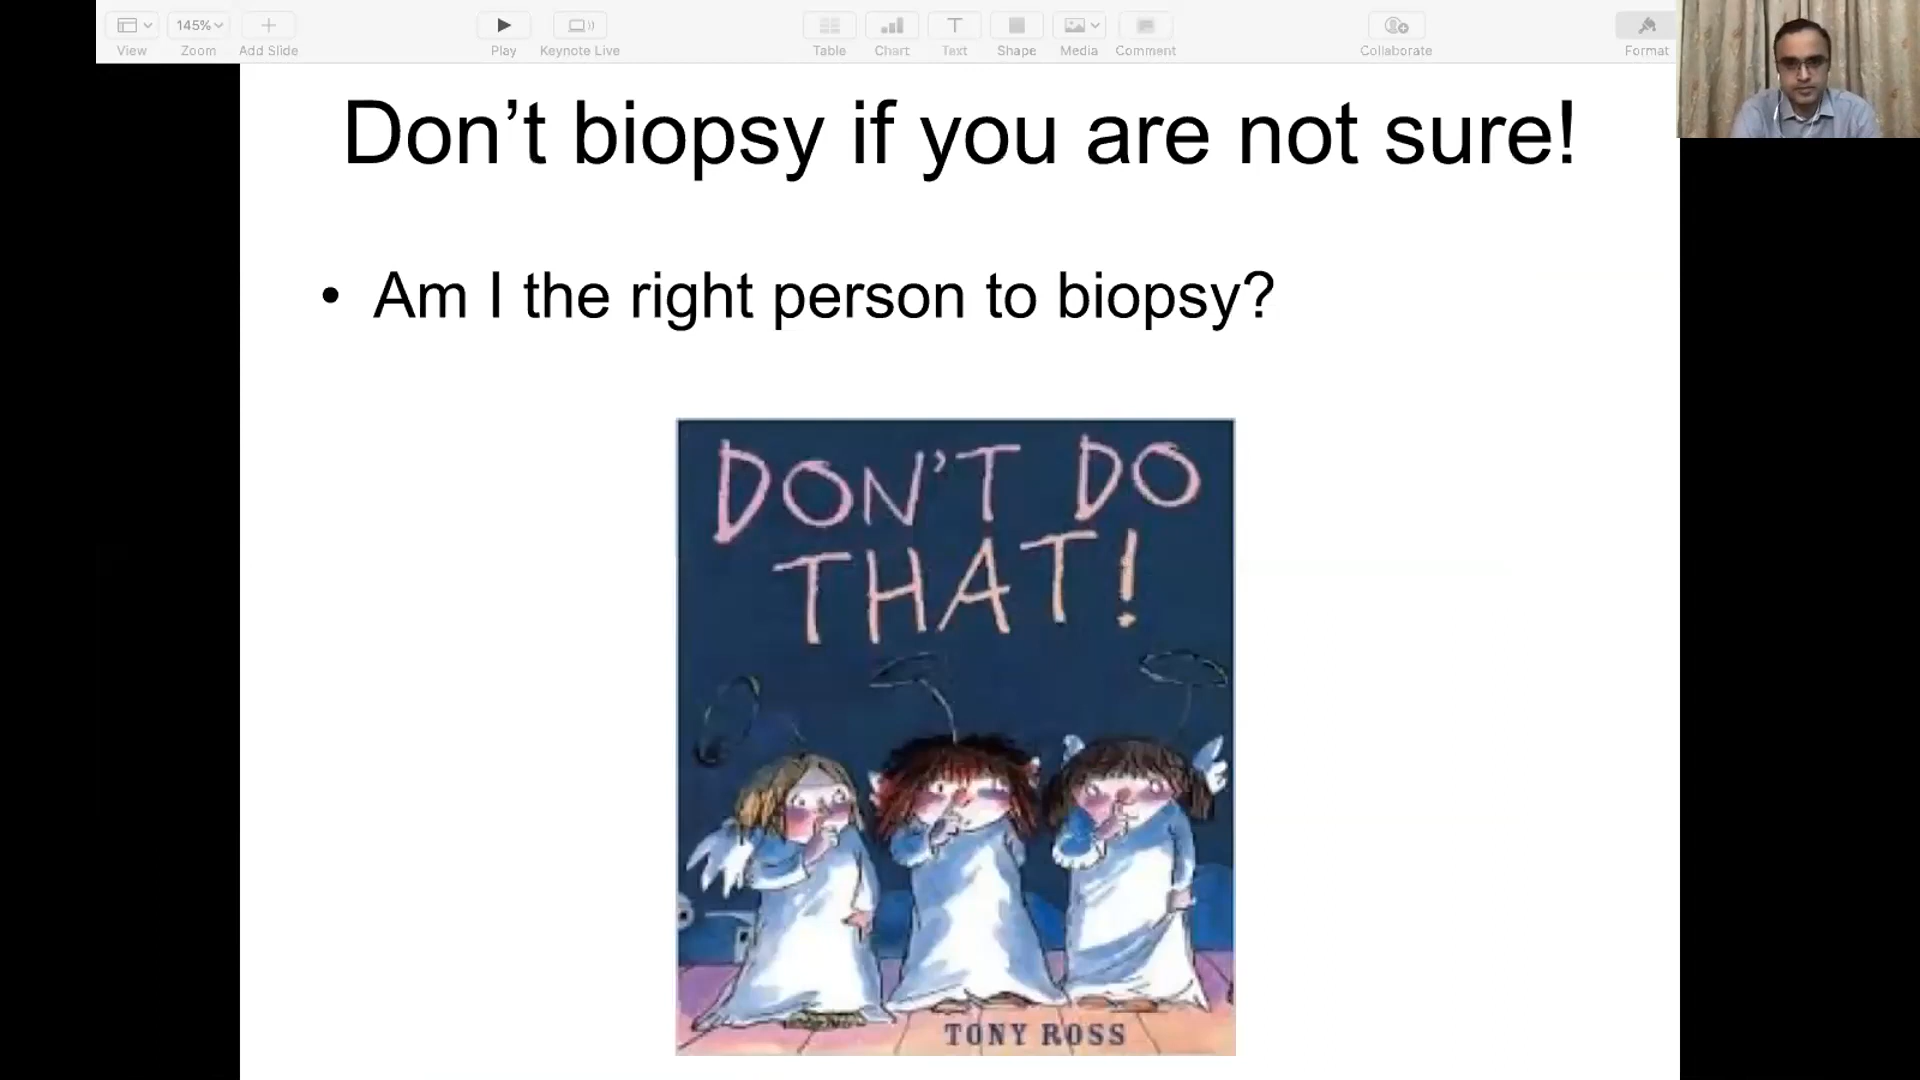 145%
View
Zoom
Add Slide
Play
Keynote Live
Table
Chart
Text
Shape
Media
Comment
Collaborate
Format
Don’t biopsy if you are not sure!
• Am I the right person to biopsy?
DON'T DO
THAT!
TONY ROSS